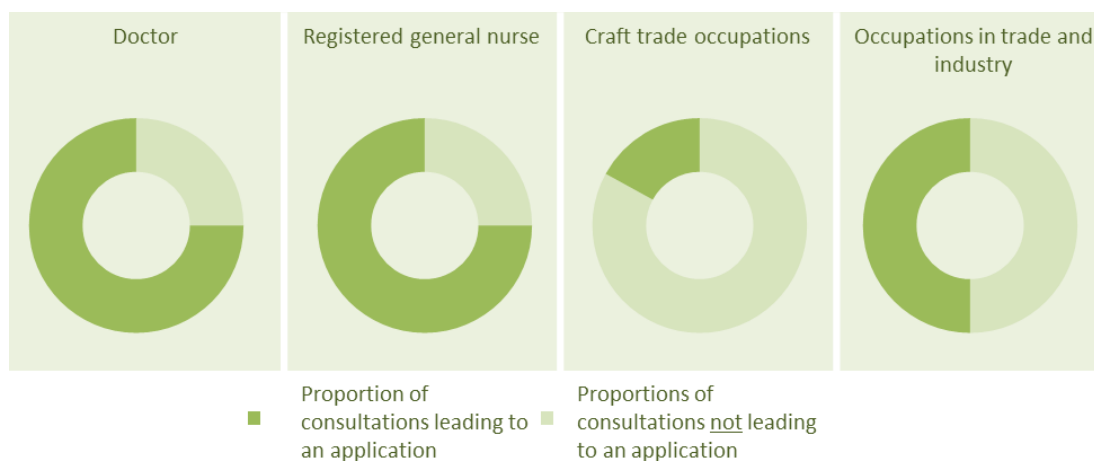 Doctor
Registered general nurse
Craft trade occupations
Occupations in trade and
industry
Proportion of
consultations leading to
an application
Proportions of
consultations not leading
to an application